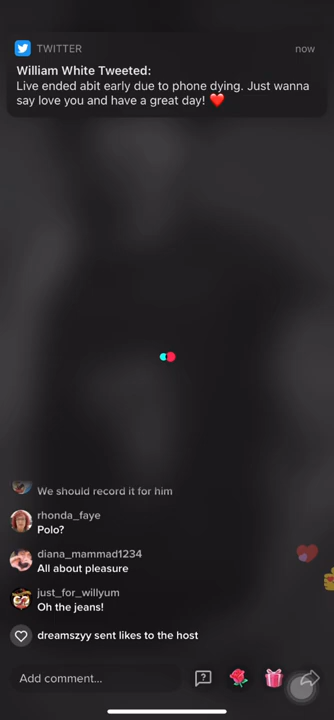 TWITTER
now
William White Tweeted:
Live ended abit early due to phone dying. Just wanna
say love you and have a great day! ❤️
We should record it for him
rhonda_faye
Polo?
diana_mammad1234
All about pleasure
just_for_willyum
Oh the jeans!
dreamszyy sent likes to the host
Add comment...